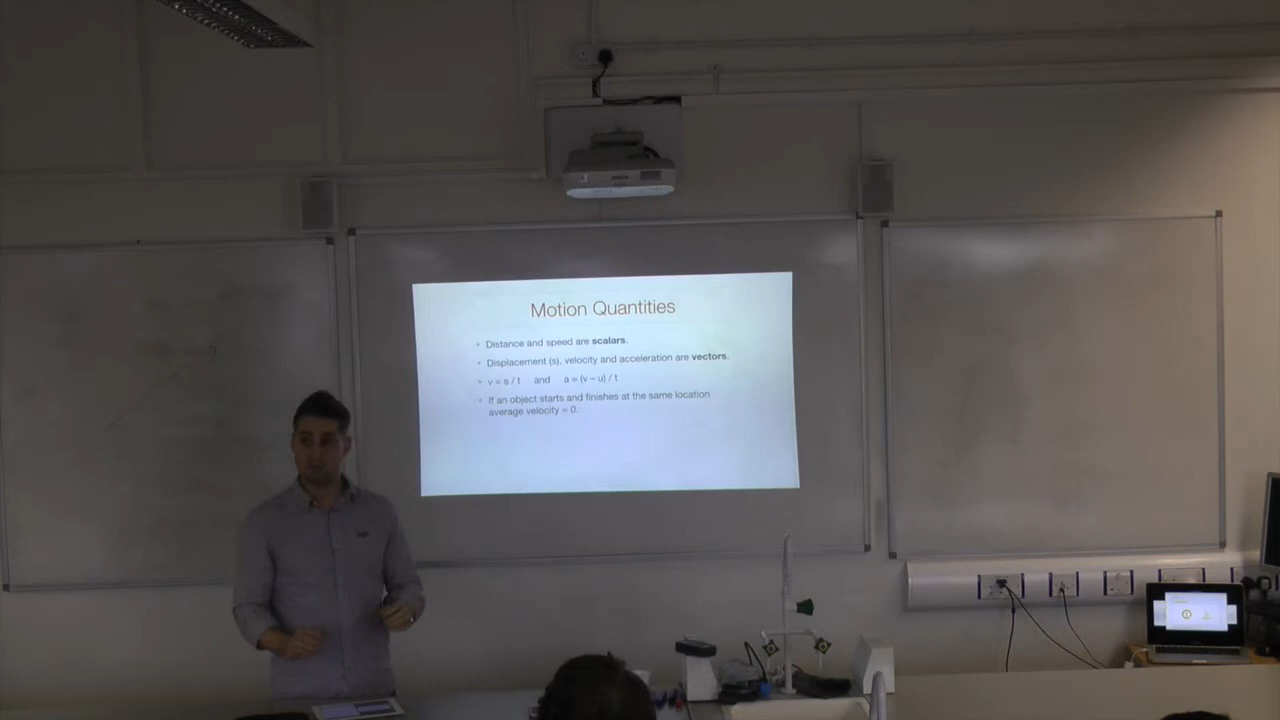 Motion Quantities
Distance and speed are scalars.
Displacement (s), velocity and acceleration are vectors.
v = s / t and a = (v – u) / t
If an object starts and finishes at the same location
average velocity = 0.